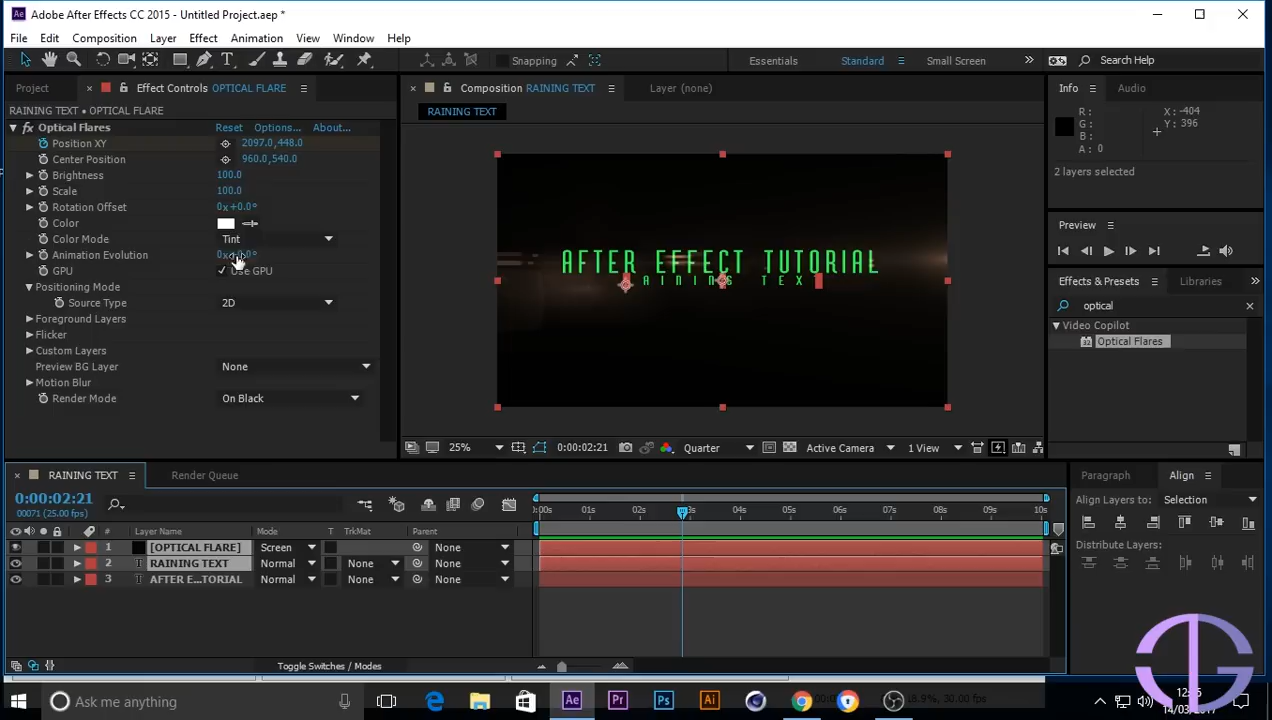 Adobe After Effects CC 2015 - Untitled Project.aep *
File Edit Composition Layer Effect Animation View Window Help
Snapping Essentials Standard Small Screen Search Help
Project Effect Controls OPTICAL FLARE Composition RAINING TEXT Layer (none) Info Audio
RAINING TEXT • OPTICAL FLARE
RAINING TEXT
Optical Flares Reset Options... About...
Position XY 2097.0,448.0
Center Position 960.0,540.0
Brightness 100.0
Scale 100.0
Rotation Offset 0x+0.0°
Color
Color Mode Tint
Animation Evolution
GPU Use GPU
Positioning Mode
Source Type 2D
Foreground Layers
Flicker
Custom Layers
Preview BG Layer None
Motion Blur
Render Mode On Black
AFTER EFFECT TUTORIAL
R :
G :
B :
A : 0
X : -404
Y : 396
2 layers selected
Preview
Effects & Presets Libraries
optical
Video Copilot
Optical Flares
25% 0:00:02:21 Quarter Active Camera 1 View
RAINING TEXT Render Queue
0:00:02:21
00071 (25.00 fps)
:00s 01s 02s 03s 04s 05s 06s 07s 08s 09s 10s
# Layer Name Mode T TrkMat Parent
1 [OPTICAL FLARE] Screen None
2 T RAINING TEXT Normal None None
3 T AFTER E...TORIAL Normal None None
Toggle Switches / Modes
Paragraph Align
Align Layers to: Selection
Distribute Layers:
Ask me anything
Ae Pr Ps Ai